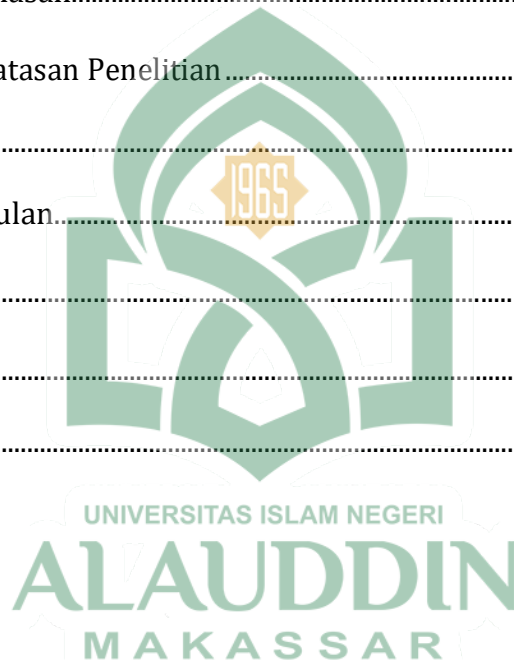 atasan Penelitian
1965
ulan
UNIVERSITAS ISLAM NEGERI
ALAUDDIN
MAKASSAR